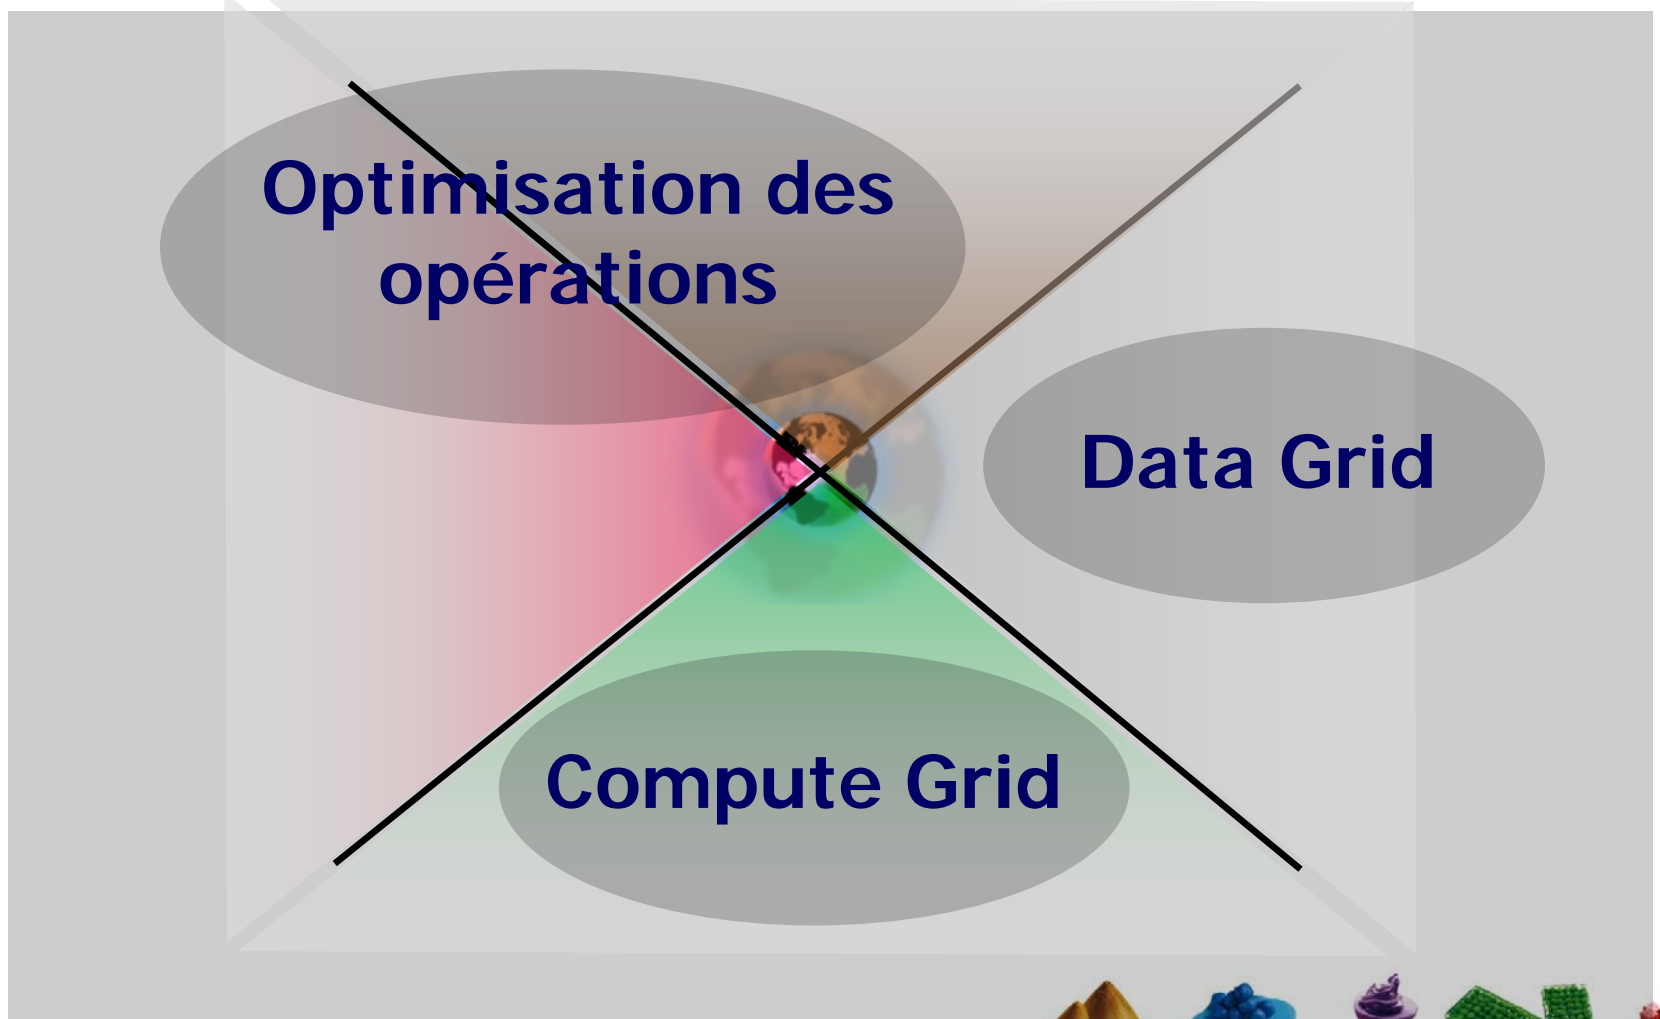 Optimisation des
opérations
Data Grid
Compute Grid